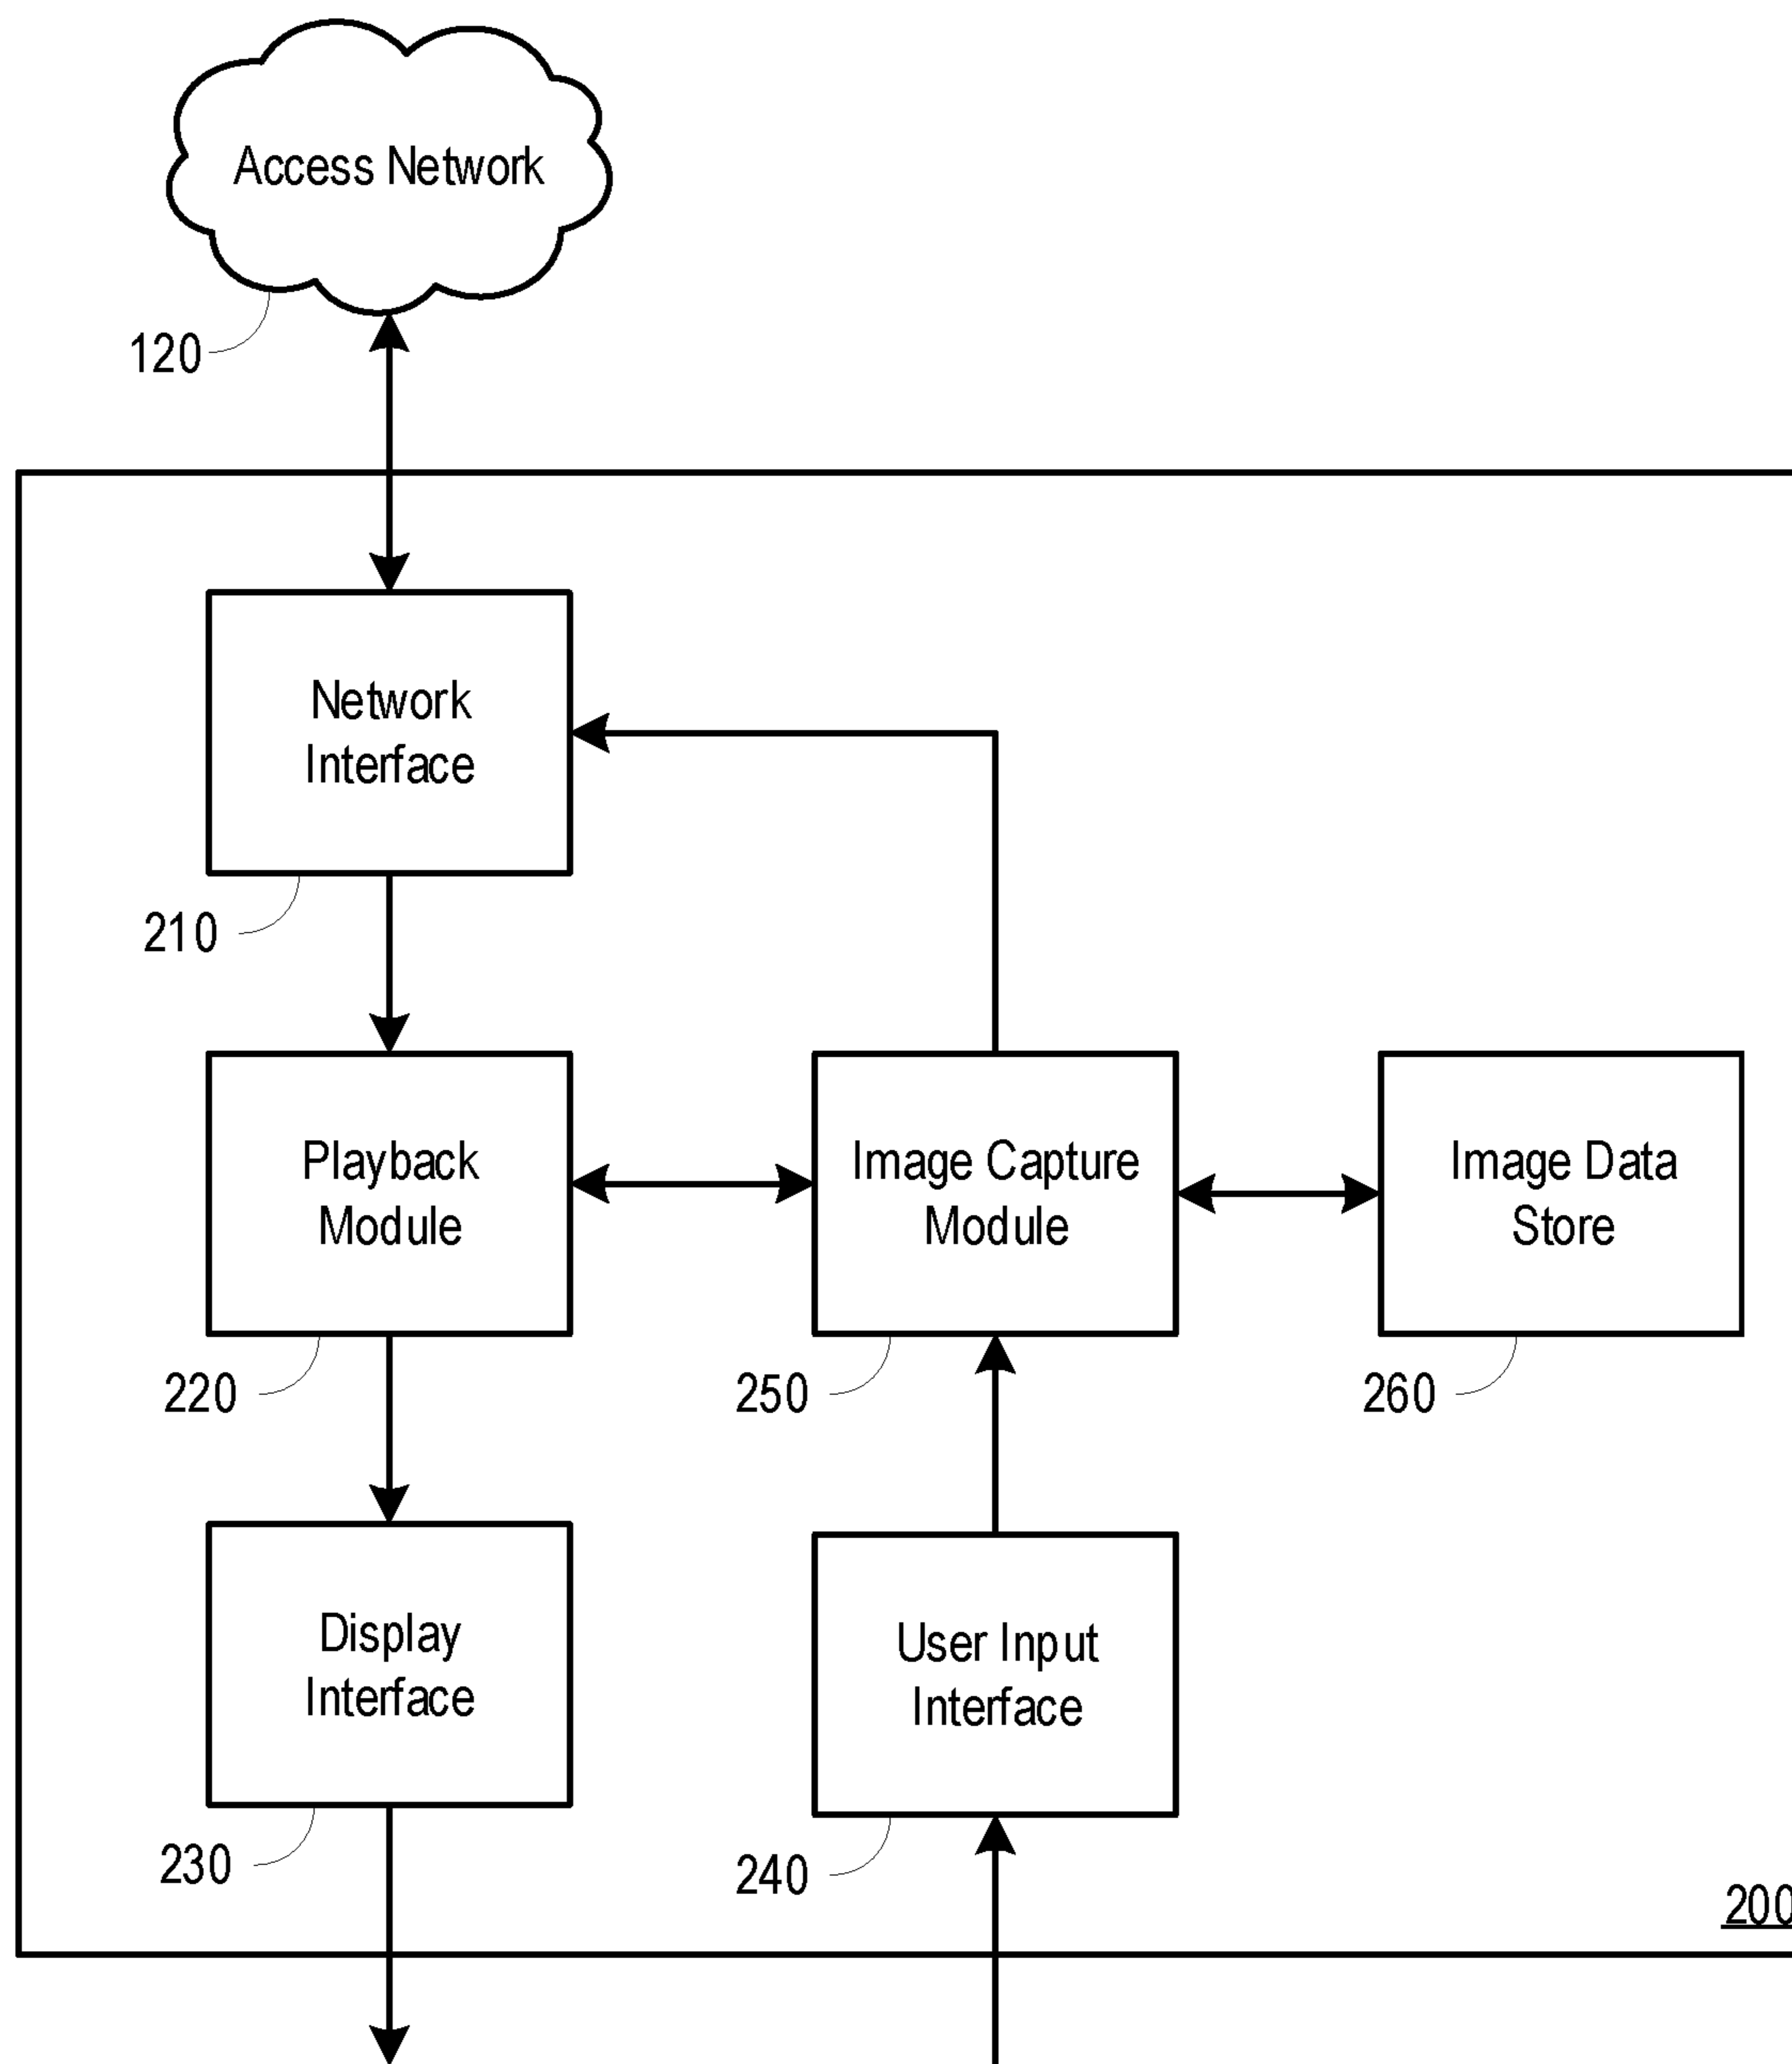 Access Network
120
Network
Interface
210
Playback
Module
220
Image Capture
Module
250
Image Data
Store
260
Display
Interface
230
User Input
Interface
240
200